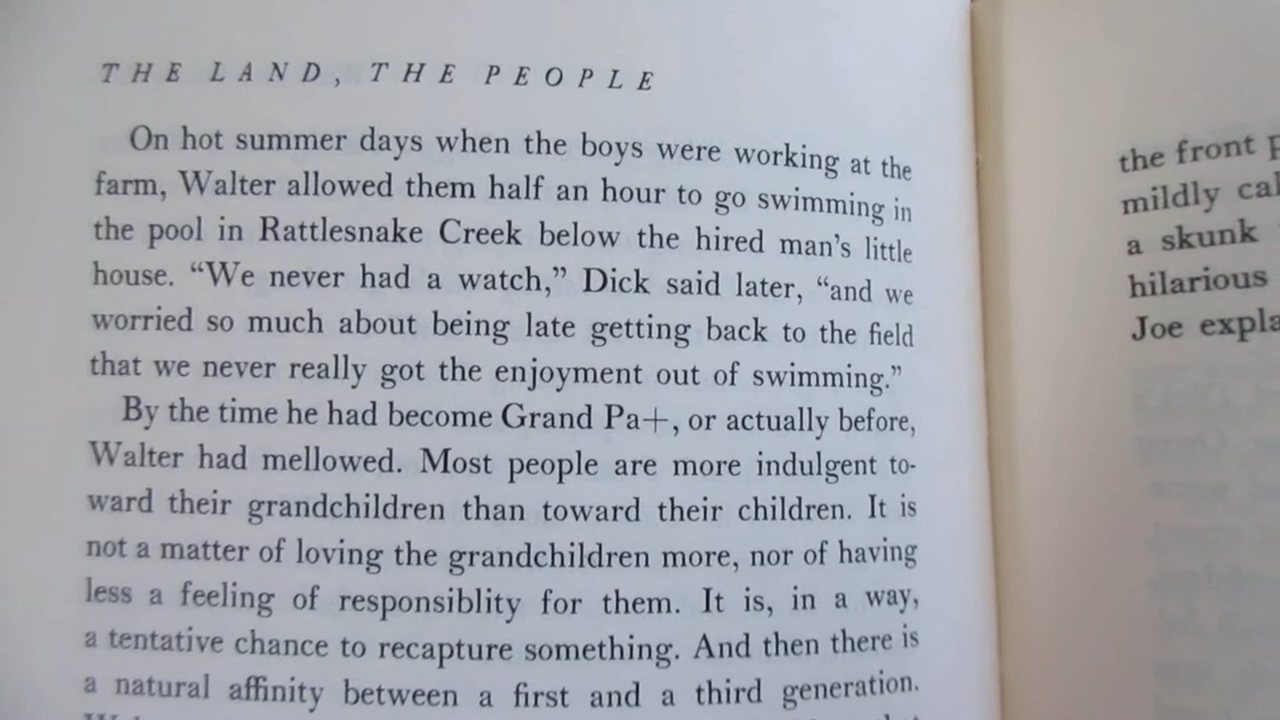 THE LAND, THE PEOPLE
On hot summer days when the boys were working at the
farm, Walter allowed them half an hour to go swimming in
the pool in Rattlesnake Creek below the hired man's little
house. “We never had a watch,” Dick said later, “and we
worried so much about being late getting back to the field
that we never really got the enjoyment out of swimming.”
By the time he had become Grand Pa+, or actually before,
Walter had mellowed. Most people are more indulgent to-
ward their grandchildren than toward their children. It is
not a matter of loving the grandchildren more, nor of having
less a feeling of responsiblity for them. It is, in a way,
a tentative chance to recapture something. And then there is
a natural affinity between a first and a third generation.
the front
mildly
a skunk
hilarious
Joe